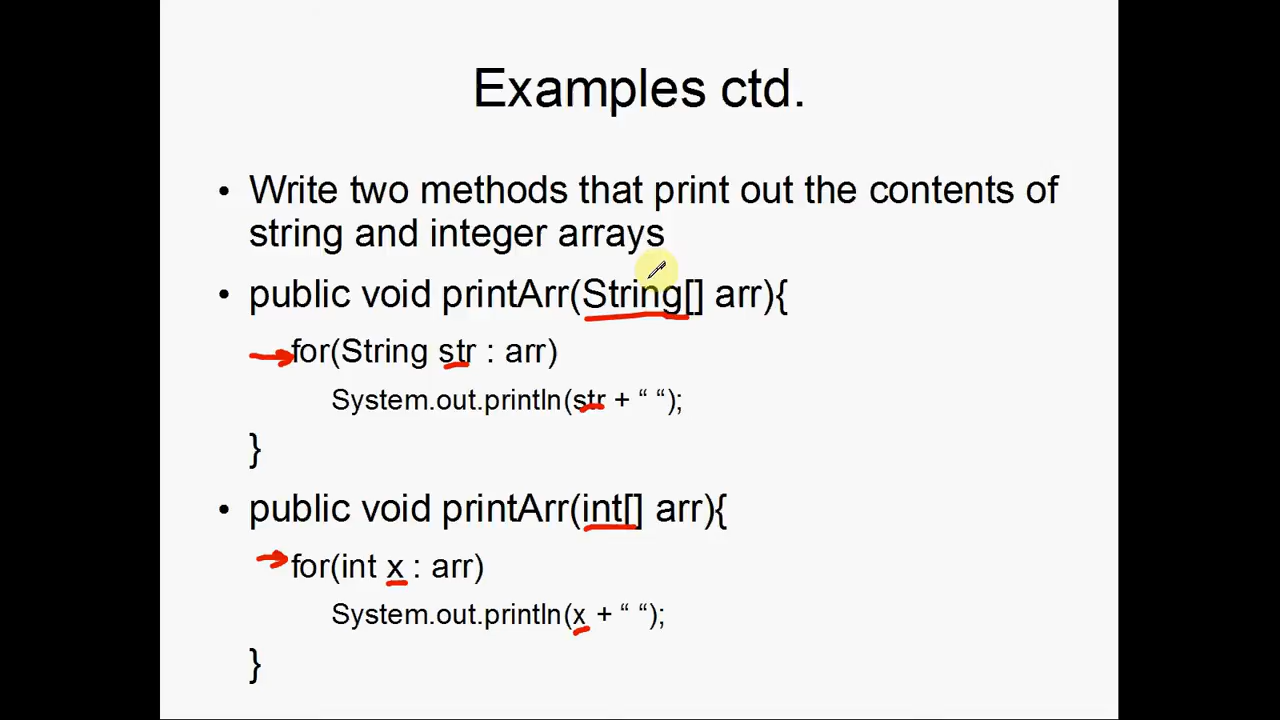 Examples ctd.
• Write two methods that print out the contents of
string and integer arrays
• public void printArr(String[] arr){
for(String str : arr)
System.out.println(str + “ “);
}
• public void printArr(int[] arr){
for(int x : arr)
System.out.println(x + “ “);
}